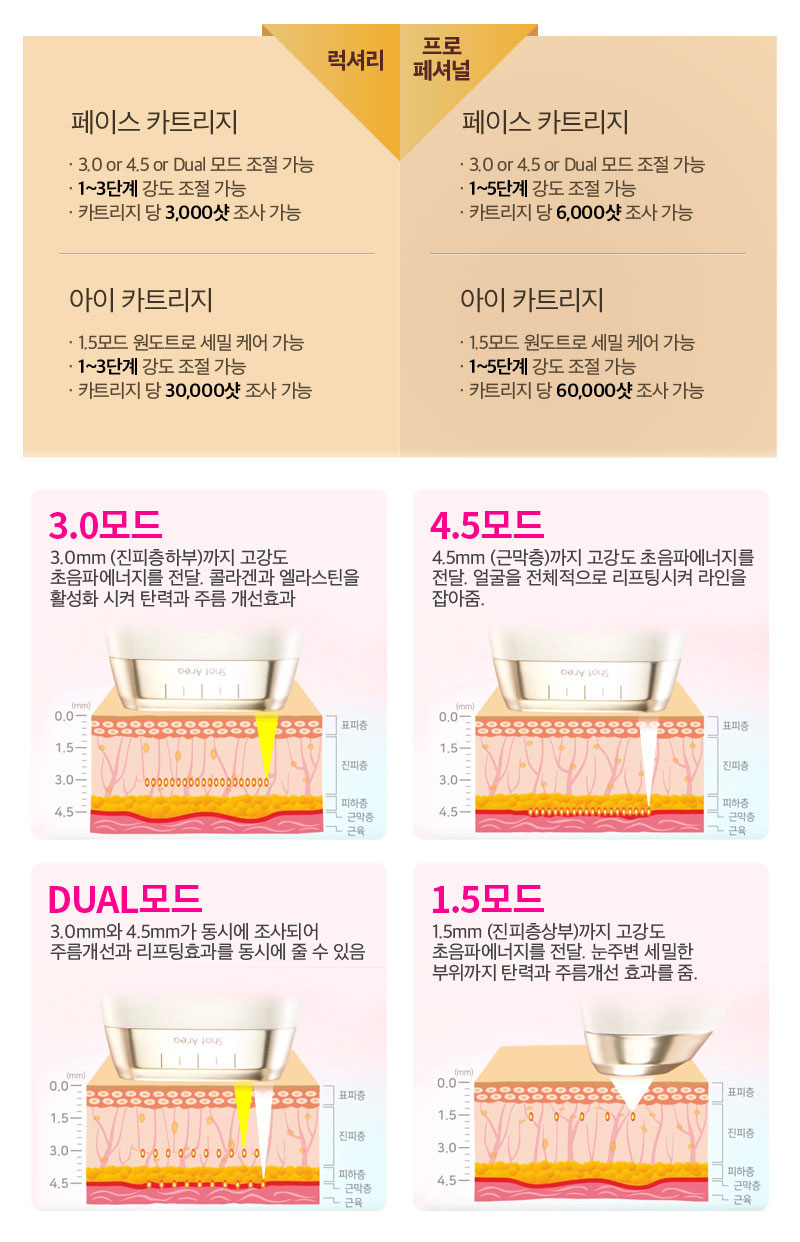 럭셔리
프로
페셔널
페이스 카트리지
· 3.0 or 4.5 or Dual 모드 조절 가능
· 1~3단계 강도 조절 가능
· 카트리지 당 3,000샷 조사 가능
아이 카트리지
· 1.5모드 원도트로 세밀 케어 가능
· 1~3단계 강도 조절 가능
· 카트리지 당 30,000샷 조사 가능
페이스 카트리지
· 3.0 or 4.5 or Dual 모드 조절 가능
· 1~5단계 강도 조절 가능
· 카트리지 당 6,000샷 조사 가능
아이 카트리지
· 1.5모드 원도트로 세밀 케어 가능
· 1~5단계 강도 조절 가능
· 카트리지 당 60,000샷 조사 가능
3.0모드
3.0mm (진피층하부)까지 고강도
초음파에너지를 전달. 콜라겐과 엘라스틴을
활성화 시켜 탄력과 주름 개선효과
Shot Area
(mm)
0.0
1.5
3.0
4.5
표피층
진피층
피하층
근막층
근육
4.5모드
4.5mm (근막층)까지 고강도 초음파에너지를
전달. 얼굴을 전체적으로 리프팅시켜 라인을
잡아줌.
Shot Area
(mm)
0.0
1.5
3.0
4.5
표피층
진피층
피하층
근막층
근육
DUAL모드
3.0mm와 4.5mm가 동시에 조사되어
주름개선과 리프팅효과를 동시에 줄 수 있음
Shot Area
(mm)
0.0
1.5
3.0
4.5
표피층
진피층
피하층
근막층
근육
1.5모드
1.5mm (진피층상부)까지 고강도
초음파에너지를 전달. 눈주변 세밀한
부위까지 탄력과 주름개선 효과를 줌.
(mm)
0.0
1.5
3.0
4.5
표피층
진피층
피하층
근막층
근육